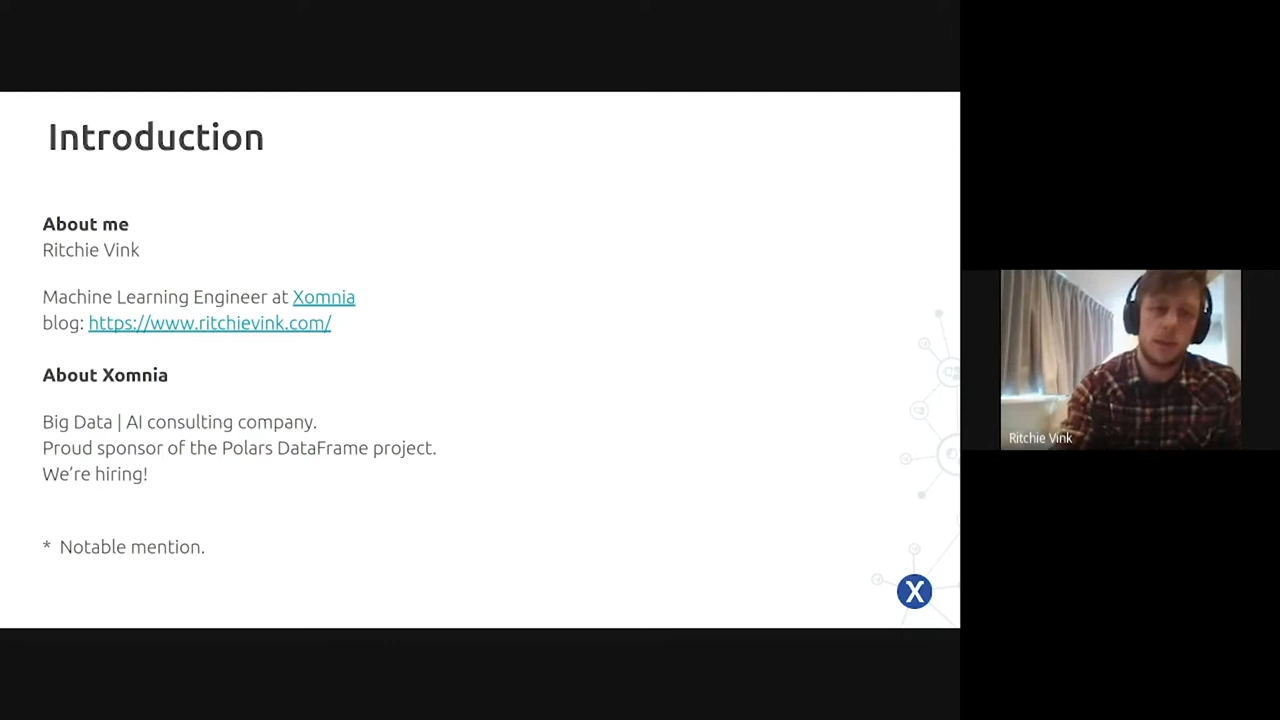 Introduction
About me
Ritchie Vink
Machine Learning Engineer at Xomnia
blog: https://www.ritchievink.com/
About Xomnia
Big Data | AI consulting company.
Proud sponsor of the Polars DataFrame project.
We’re hiring!
* Notable mention.
X
Ritchie Vink